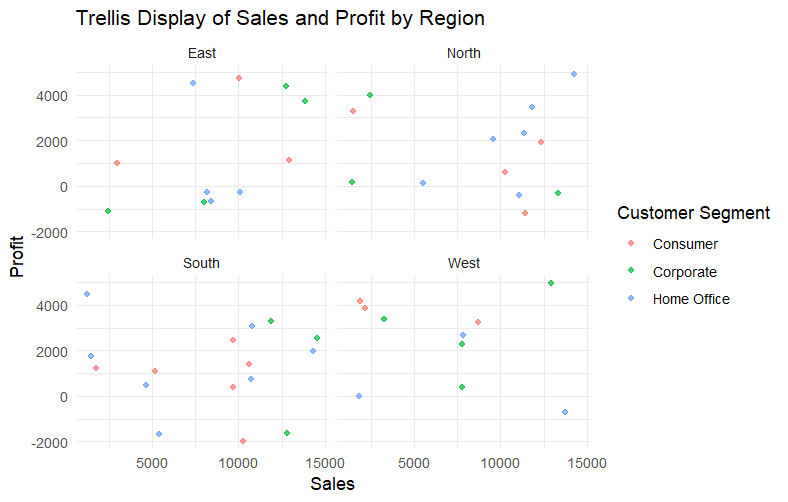 Trellis Display of Sales and Profit by Region
East
North
4000
2000
0
-2000
South
West
4000
2000
0
-2000
5000
10000
15000
5000
10000
15000
Sales
Profit
Customer Segment
Consumer
Corporate
Home Office